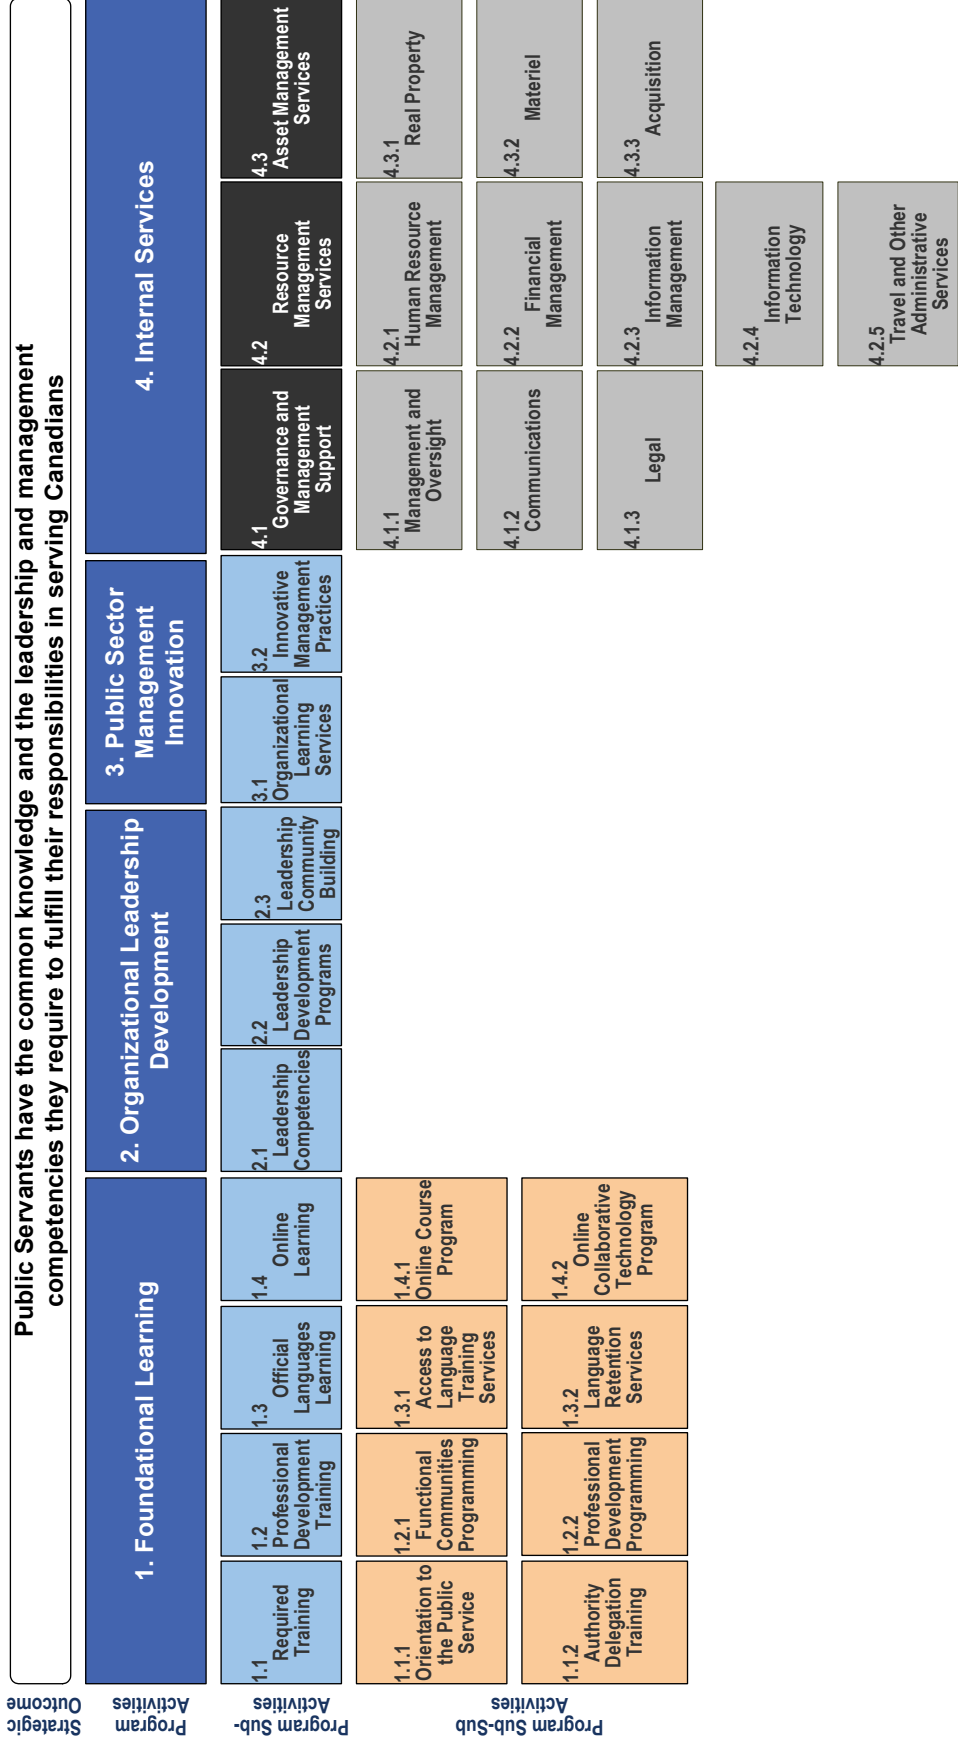 Strategic
Outcome
Public Servants have the common knowledge and the leadership and management
competencies they require to fulfill their responsibilities in serving Canadians
Program
Activities
1. Foundational Learning
2. Organizational Leadership
Development
3. Public Sector
Management
Innovation
4. Internal Services
Program Sub-
Activities
1.1
Required
Training
1.2
Professional
Development
Training
1.3
Official
Languages
Learning
1.4
Online
Learning
2.1
Leadership
Competencies
2.2
Leadership
Development
Programs
2.3
Leadership
Community
Building
3.1
Organizational
Learning
Services
3.2
Innovative
Management
Practices
4.1
Governance and
Management
Support
4.2
Resource
Management
Services
4.3
Asset Management
Services
Program Sub-Sub
Activities
1.1.1
Orientation to
the Public
Service
1.2.1
Functional
Communities
Programming
1.3.1
Access to
Language
Training
Services
1.4.1
Online Course
Program
4.1.1
Management and
Oversight
4.2.1
Human Resource
Management
4.3.1
Real Property
1.1.2
Authority
Delegation
Training
1.2.2
Professional
Development
Programming
1.3.2
Language
Retention
Services
1.4.2
Online
Collaborative
Technology
Program
4.1.2
Communications
4.2.2
Financial
Management
4.3.2
Materiel
4.1.3
Legal
4.2.3
Information
Management
4.3.3
Acquisition
4.2.4
Information
Technology
4.2.5
Travel and Other
Administrative
Services